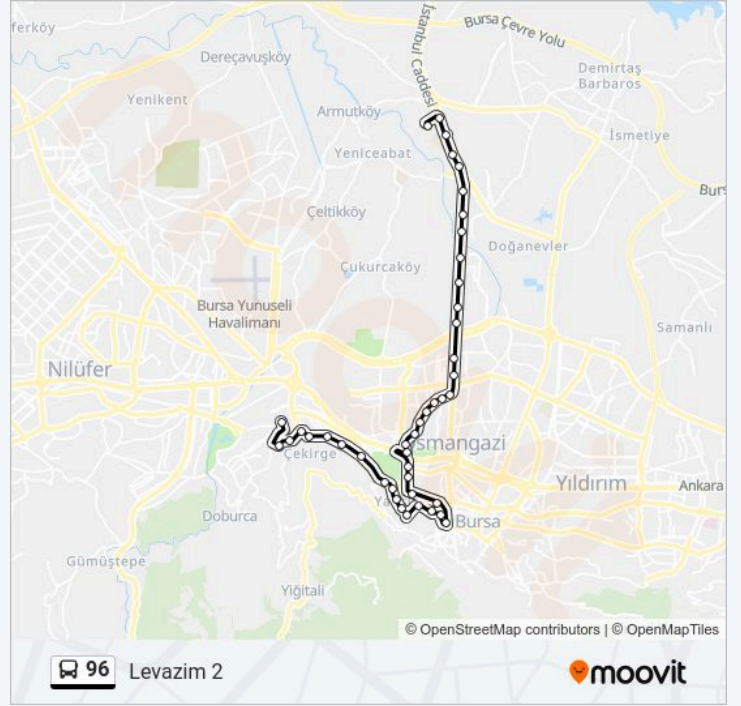 ferköy
İstanbul Caddesi
Bursa Çevre Yolu
Dereçavuşköy
Demirtaş
Barbaros
Yenikent
Armutköy
İsmetiye
Yeniceabat
Burs
Çeltikköy
Doğanevler
Çukurcaköy
Bursa Yunuseli
Havalimanı
Samanlı
Nilüfer
Osmangazi
Çekirge
Yıldırım
Ankara
Ya
Doburca
Bursa
Gümüştepe
Yiğitali
© OpenStreetMap contributors | © OpenMapTiles
96 Levazim 2
moovit